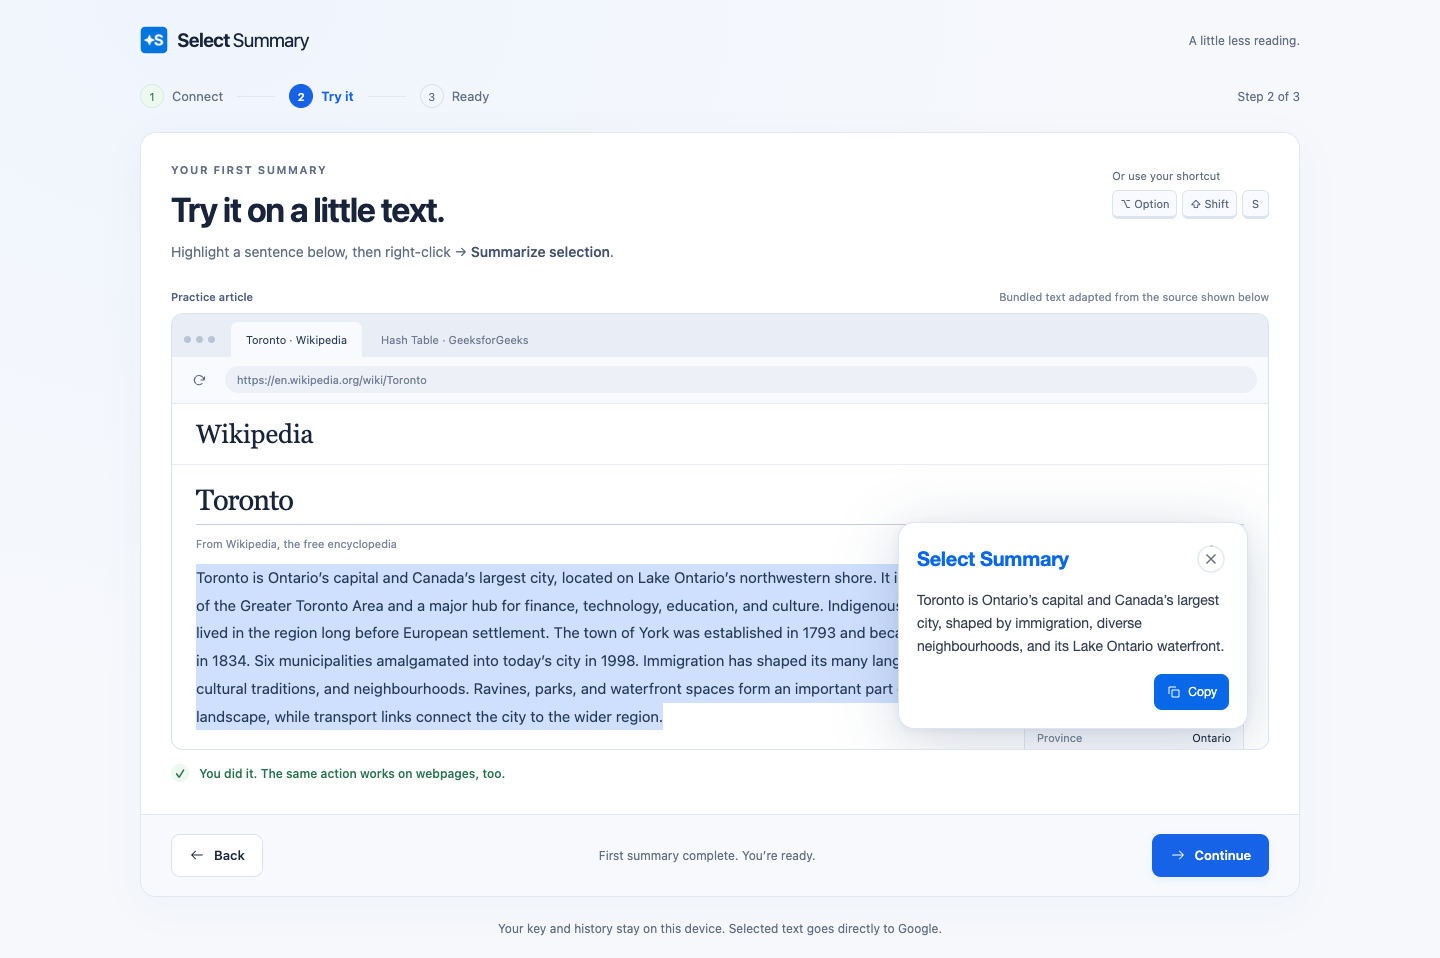 Select Summary
A little less reading.
1 Connect
2 Try it
3 Ready
Step 2 of 3
YOUR FIRST SUMMARY
Try it on a little text.
Highlight a sentence below, then right-click → Summarize selection.
Or use your shortcut
⌥ Option
⇧ Shift
S
Practice article
Bundled text adapted from the source shown below
Toronto · Wikipedia
Hash Table · GeeksforGeeks
https://en.wikipedia.org/wiki/Toronto
Wikipedia
Toronto
From Wikipedia, the free encyclopedia
Toronto is Ontario’s capital and Canada’s largest city, located on Lake Ontario’s northwestern shore. It
of the Greater Toronto Area and a major hub for finance, technology, education, and culture. Indigenous
lived in the region long before European settlement. The town of York was established in 1793 and
in 1834. Six municipalities amalgamated into today’s city in 1998. Immigration has shaped its many
cultural traditions, and neighbourhoods. Ravines, parks, and waterfront spaces form an important part
landscape, while transport links connect the city to the wider region.
Select Summary
Toronto is Ontario’s capital and Canada’s largest
city, shaped by immigration, diverse
neighbourhoods, and its Lake Ontario waterfront.
Copy
Province
Ontario
You did it. The same action works on webpages, too.
← Back
First summary complete. You’re ready.
→ Continue
Your key and history stay on this device. Selected text goes directly to Google.